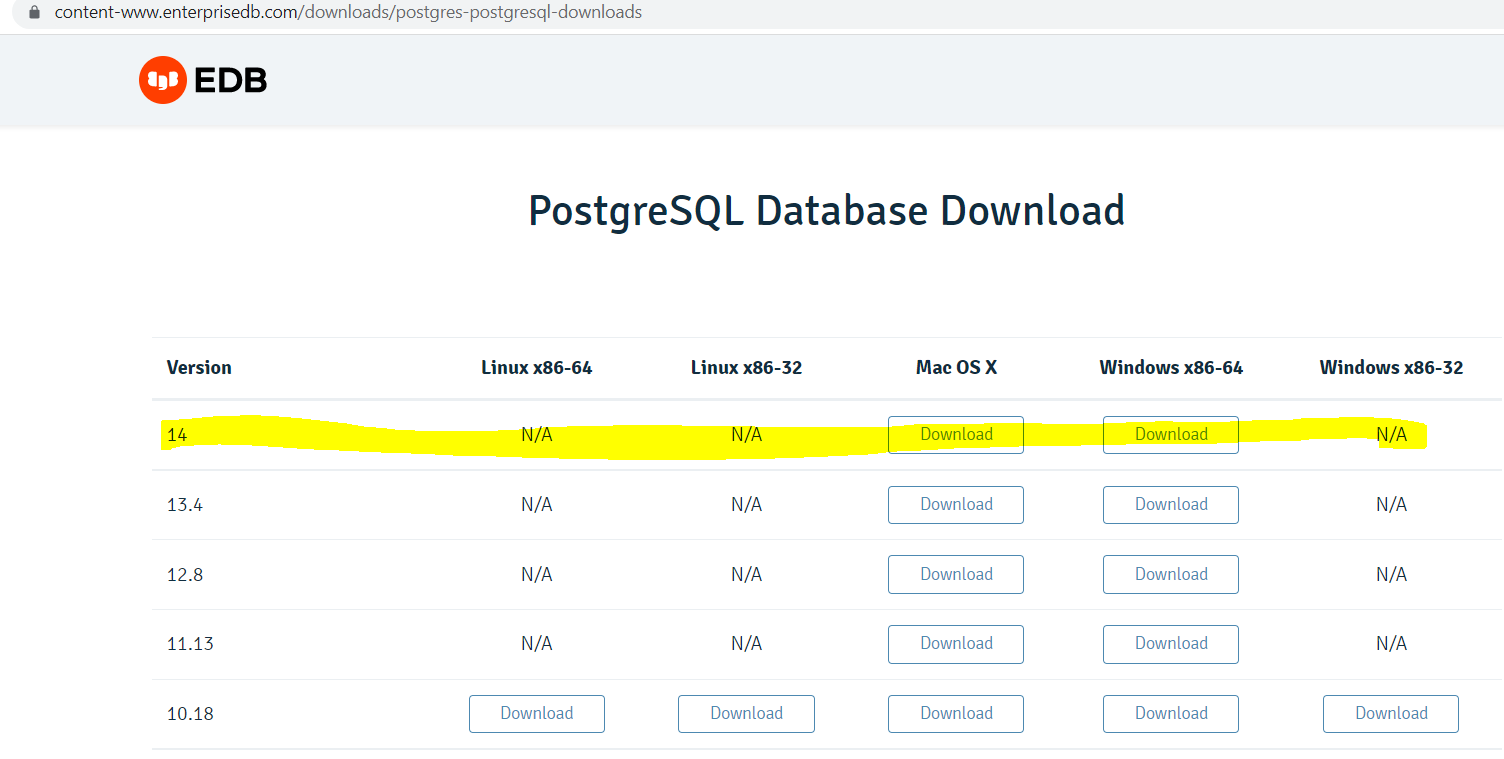 content-www.enterprisedb.com/downloads/postgres-postgresql-downloads
EDB
PostgreSQL Database Download
Version Linux x86-64 Linux x86-32 Mac OS X Windows x86-64 Windows x86-32
14 N/A N/A Download Download N/A
13.4 N/A N/A Download Download N/A
12.8 N/A N/A Download Download N/A
11.13 N/A N/A Download Download N/A
10.18 Download Download Download Download Download